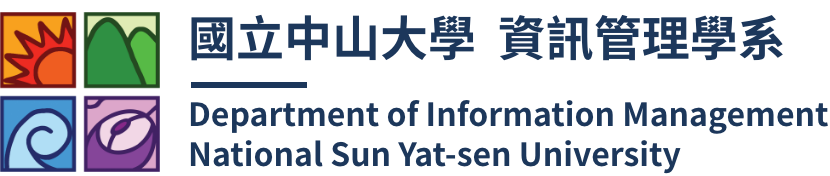 國立中山大學 資訊管理學系
Department of Information Management
National Sun Yat-sen University